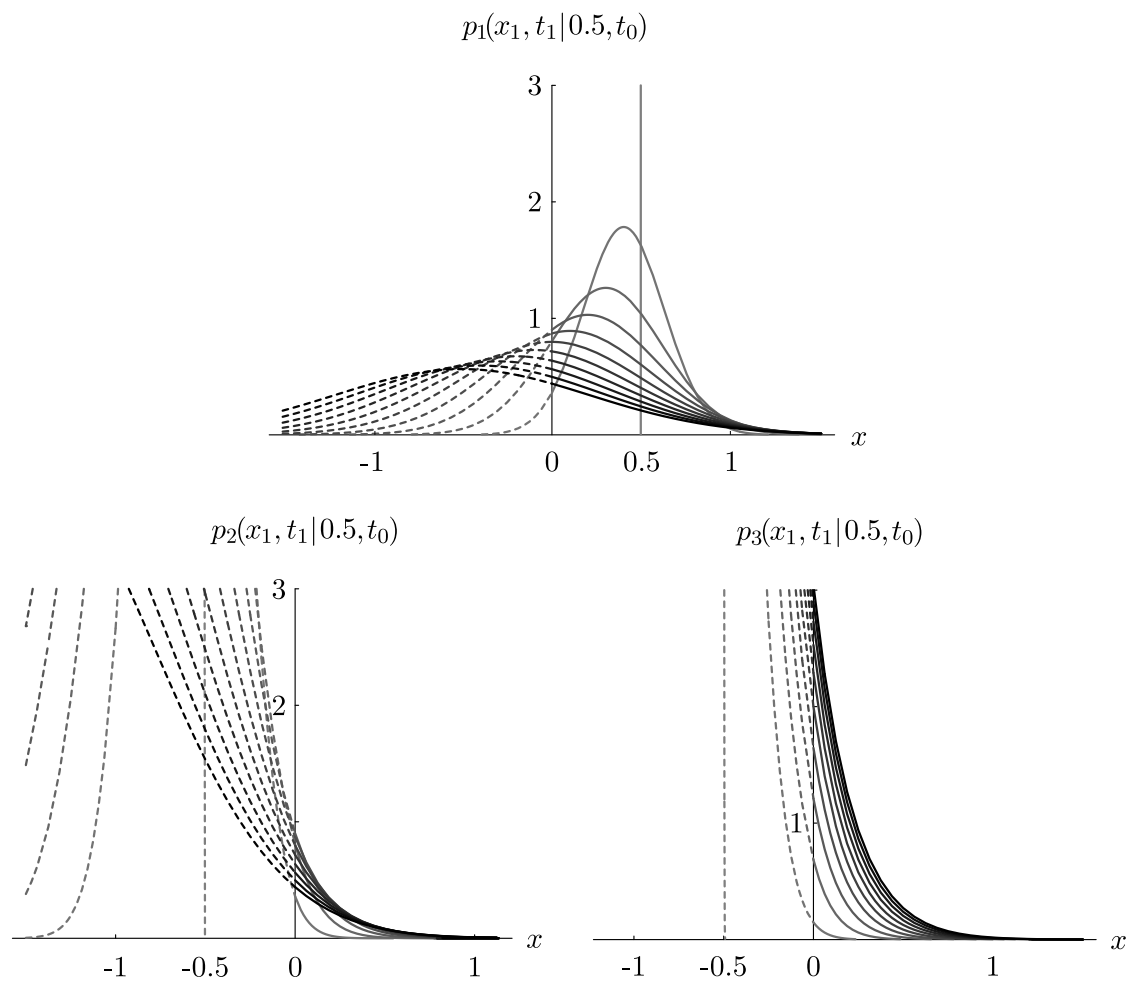 p₁(x₁, t₁|0.5, t₀)
3
2
1
-1 0 0.5 1 x
p₂(x₁, t₁|0.5, t₀) p₃(x₁, t₁|0.5, t₀)
3
2
1
x x
-1 -0.5 0 1 -1 -0.5 0 1